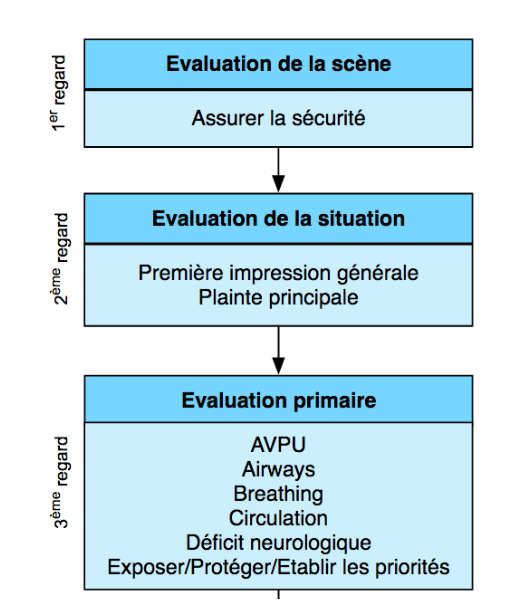 1er regard
Evaluation de la scène
Assurer la sécurité
2ème regard
Evaluation de la situation
Première impression générale
Plainte principale
3ème regard
Evaluation primaire
AVPU
Airways
Breathing
Circulation
Déficit neurologique
Exposer/Protéger/Etablir les priorités